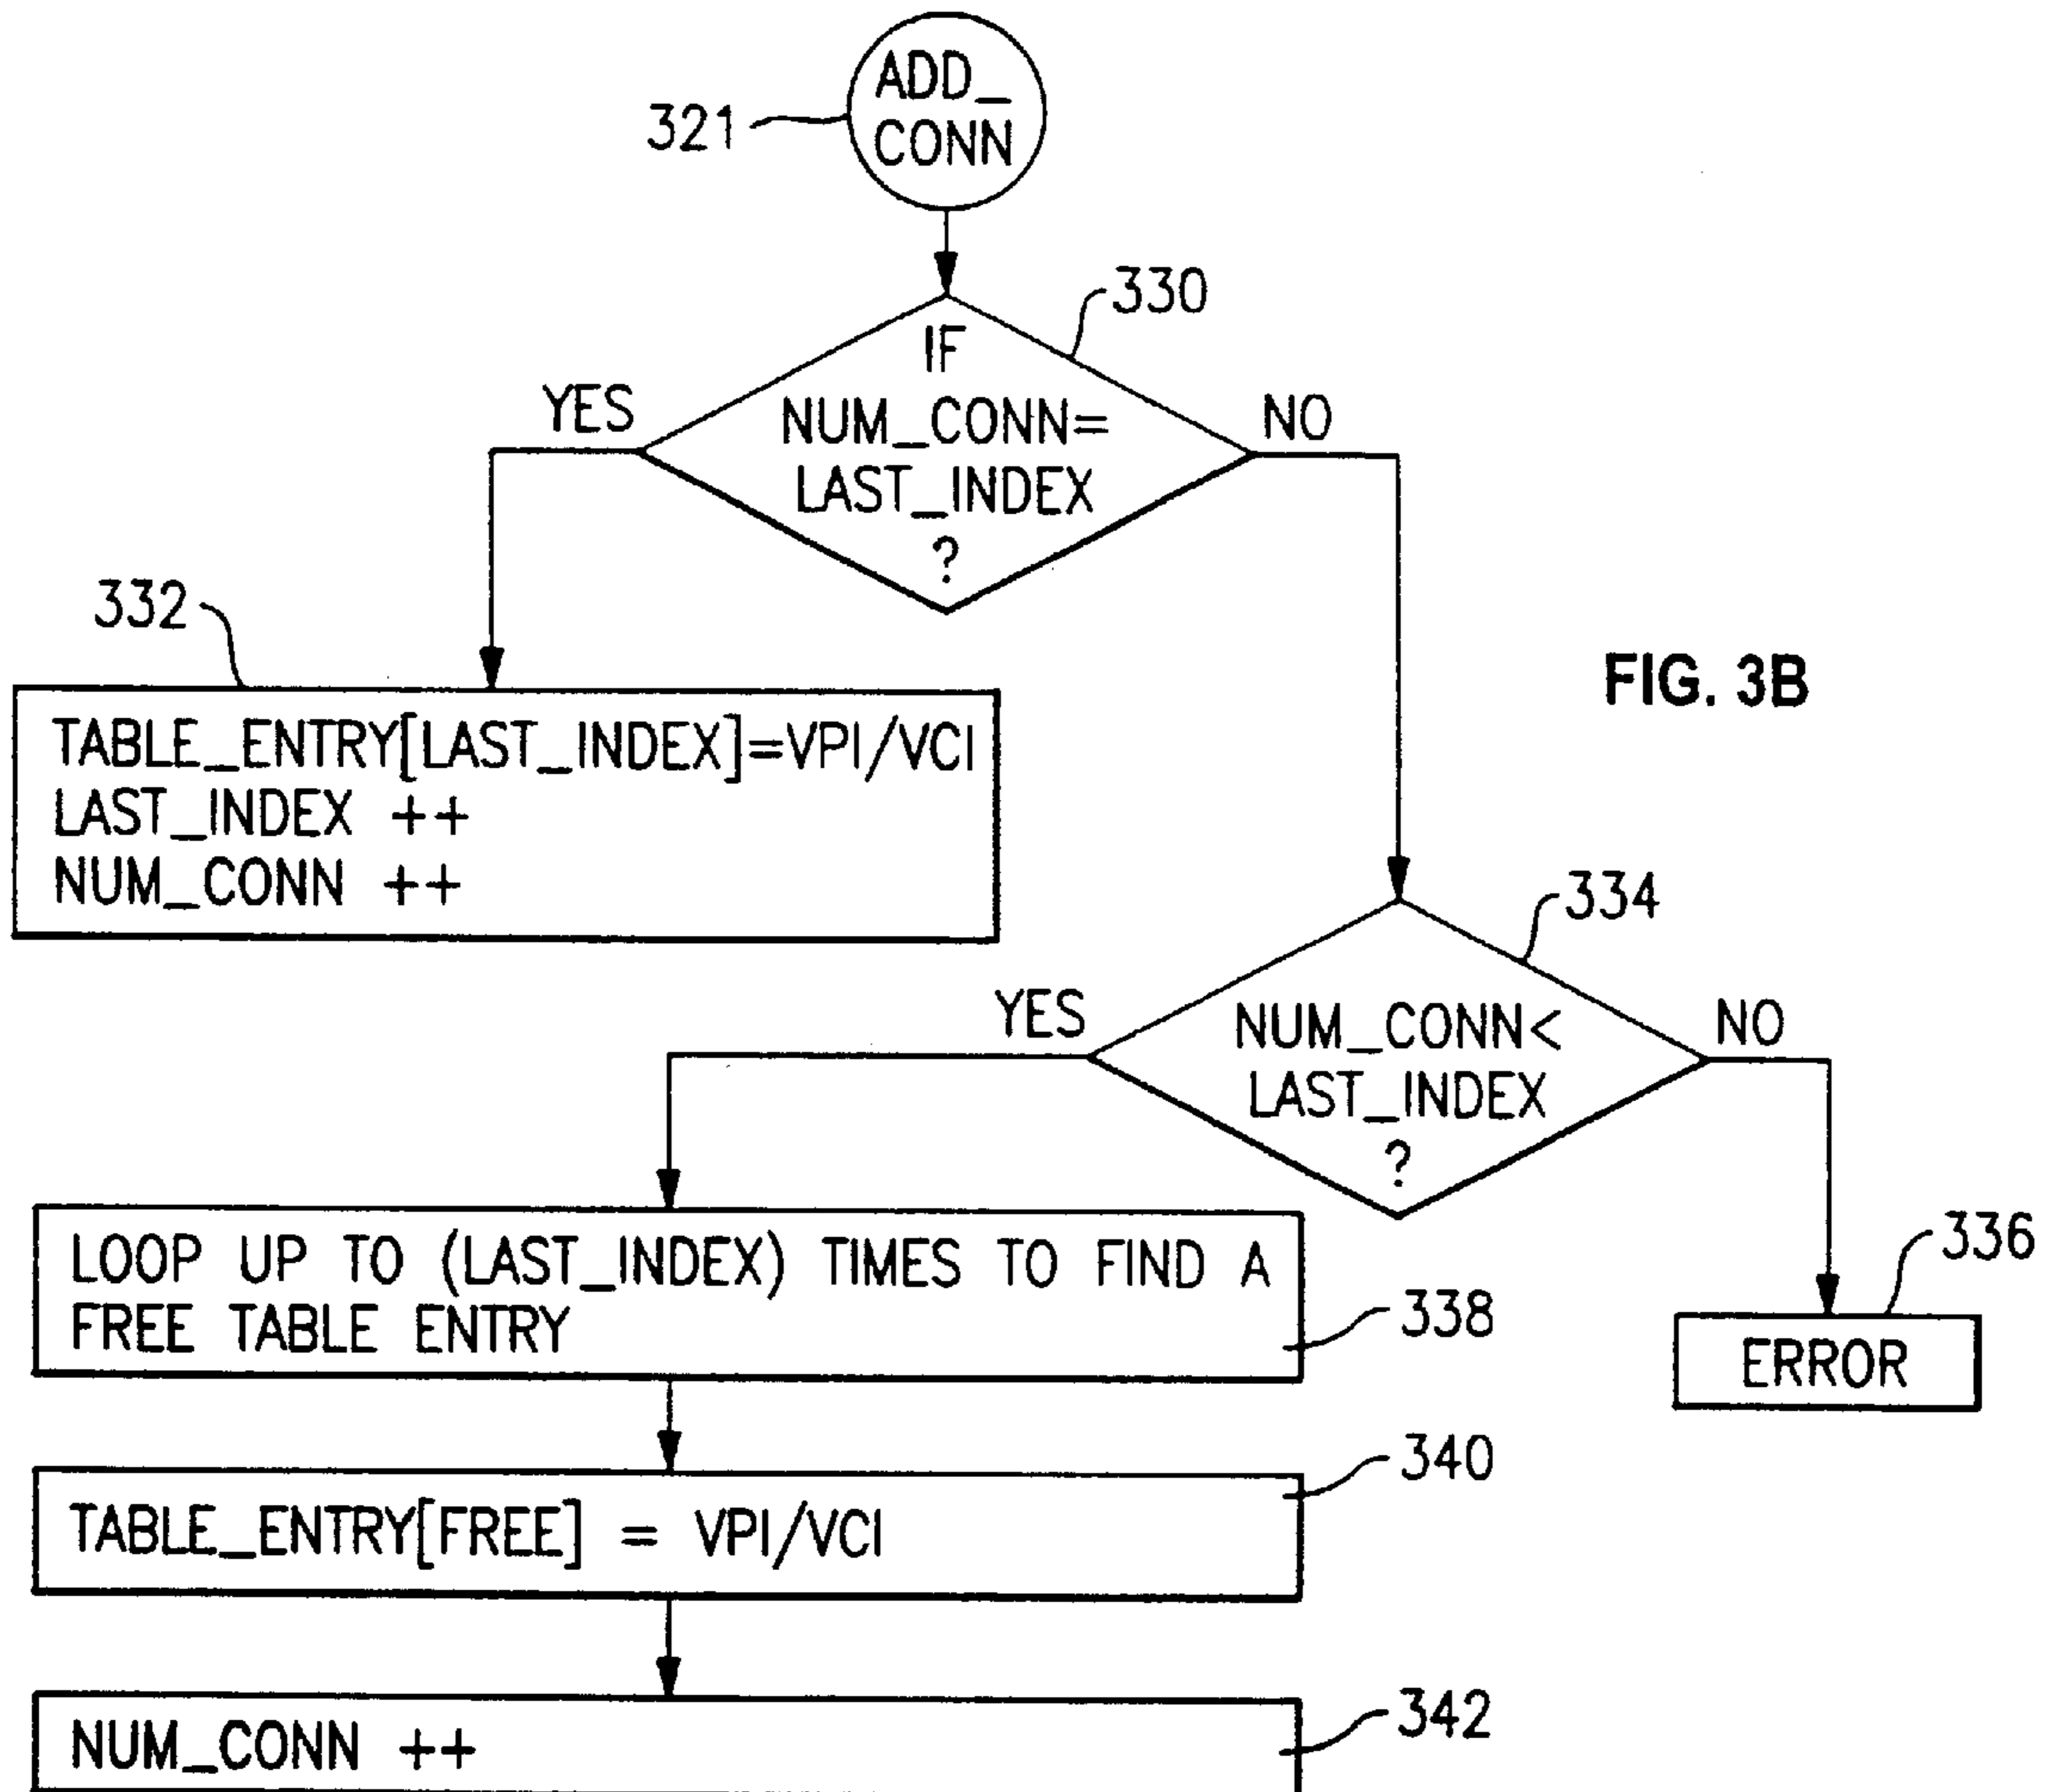 ADD_
CONN
321
330
IF
NUM_CONN=
LAST_INDEX
?
YES
NO
332
TABLE_ENTRY[LAST_INDEX]=VPI/VCI
LAST_INDEX ++
NUM_CONN ++
FIG. 3B
334
NUM_CONN<
LAST_INDEX
?
YES
NO
LOOP UP TO (LAST_INDEX) TIMES TO FIND A
FREE TABLE ENTRY
338
336
ERROR
340
TABLE_ENTRY[FREE] = VPI/VCI
342
NUM_CONN ++